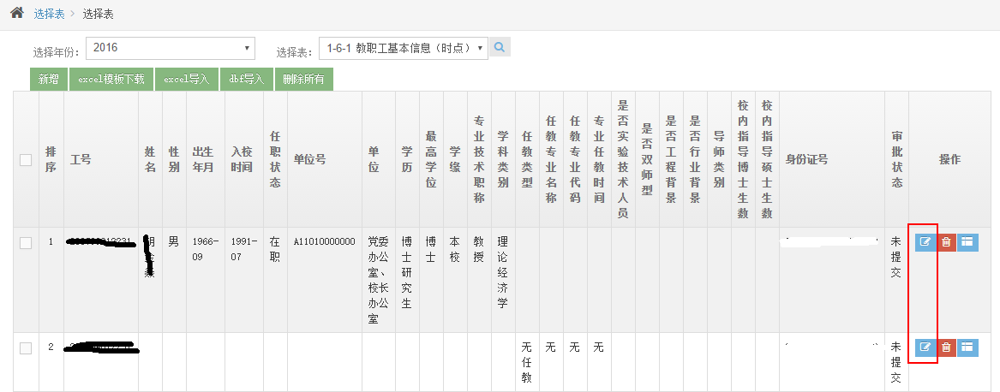 选择表 > 选择表
选择年份: 2016 选择表: 1-6-1 教职工基本信息（时点）
新增 excel模板下载 excel导入 dbf导入 删除所有
排序 工号 姓名 性别 出生年月 入校时间 任职状态 单位号 单位 学历 最高学位 学缘 专业技术职称 学科类别 任教类型 任教专业名称 任教专业代码 专业任教时间 是否实验技术人员 是否双师型 是否工程背景 是否行业背景 导师类别 校内指导博士生数 校内指导硕士生数 身份证号 审批状态 操作
1 男 1966-09 1991-07 在职 A11010000000 党委办公室、校长办公室 博士研究生 博士 本校 教授 理论经济学 未提交
2 无任教 无 无 无 未提交